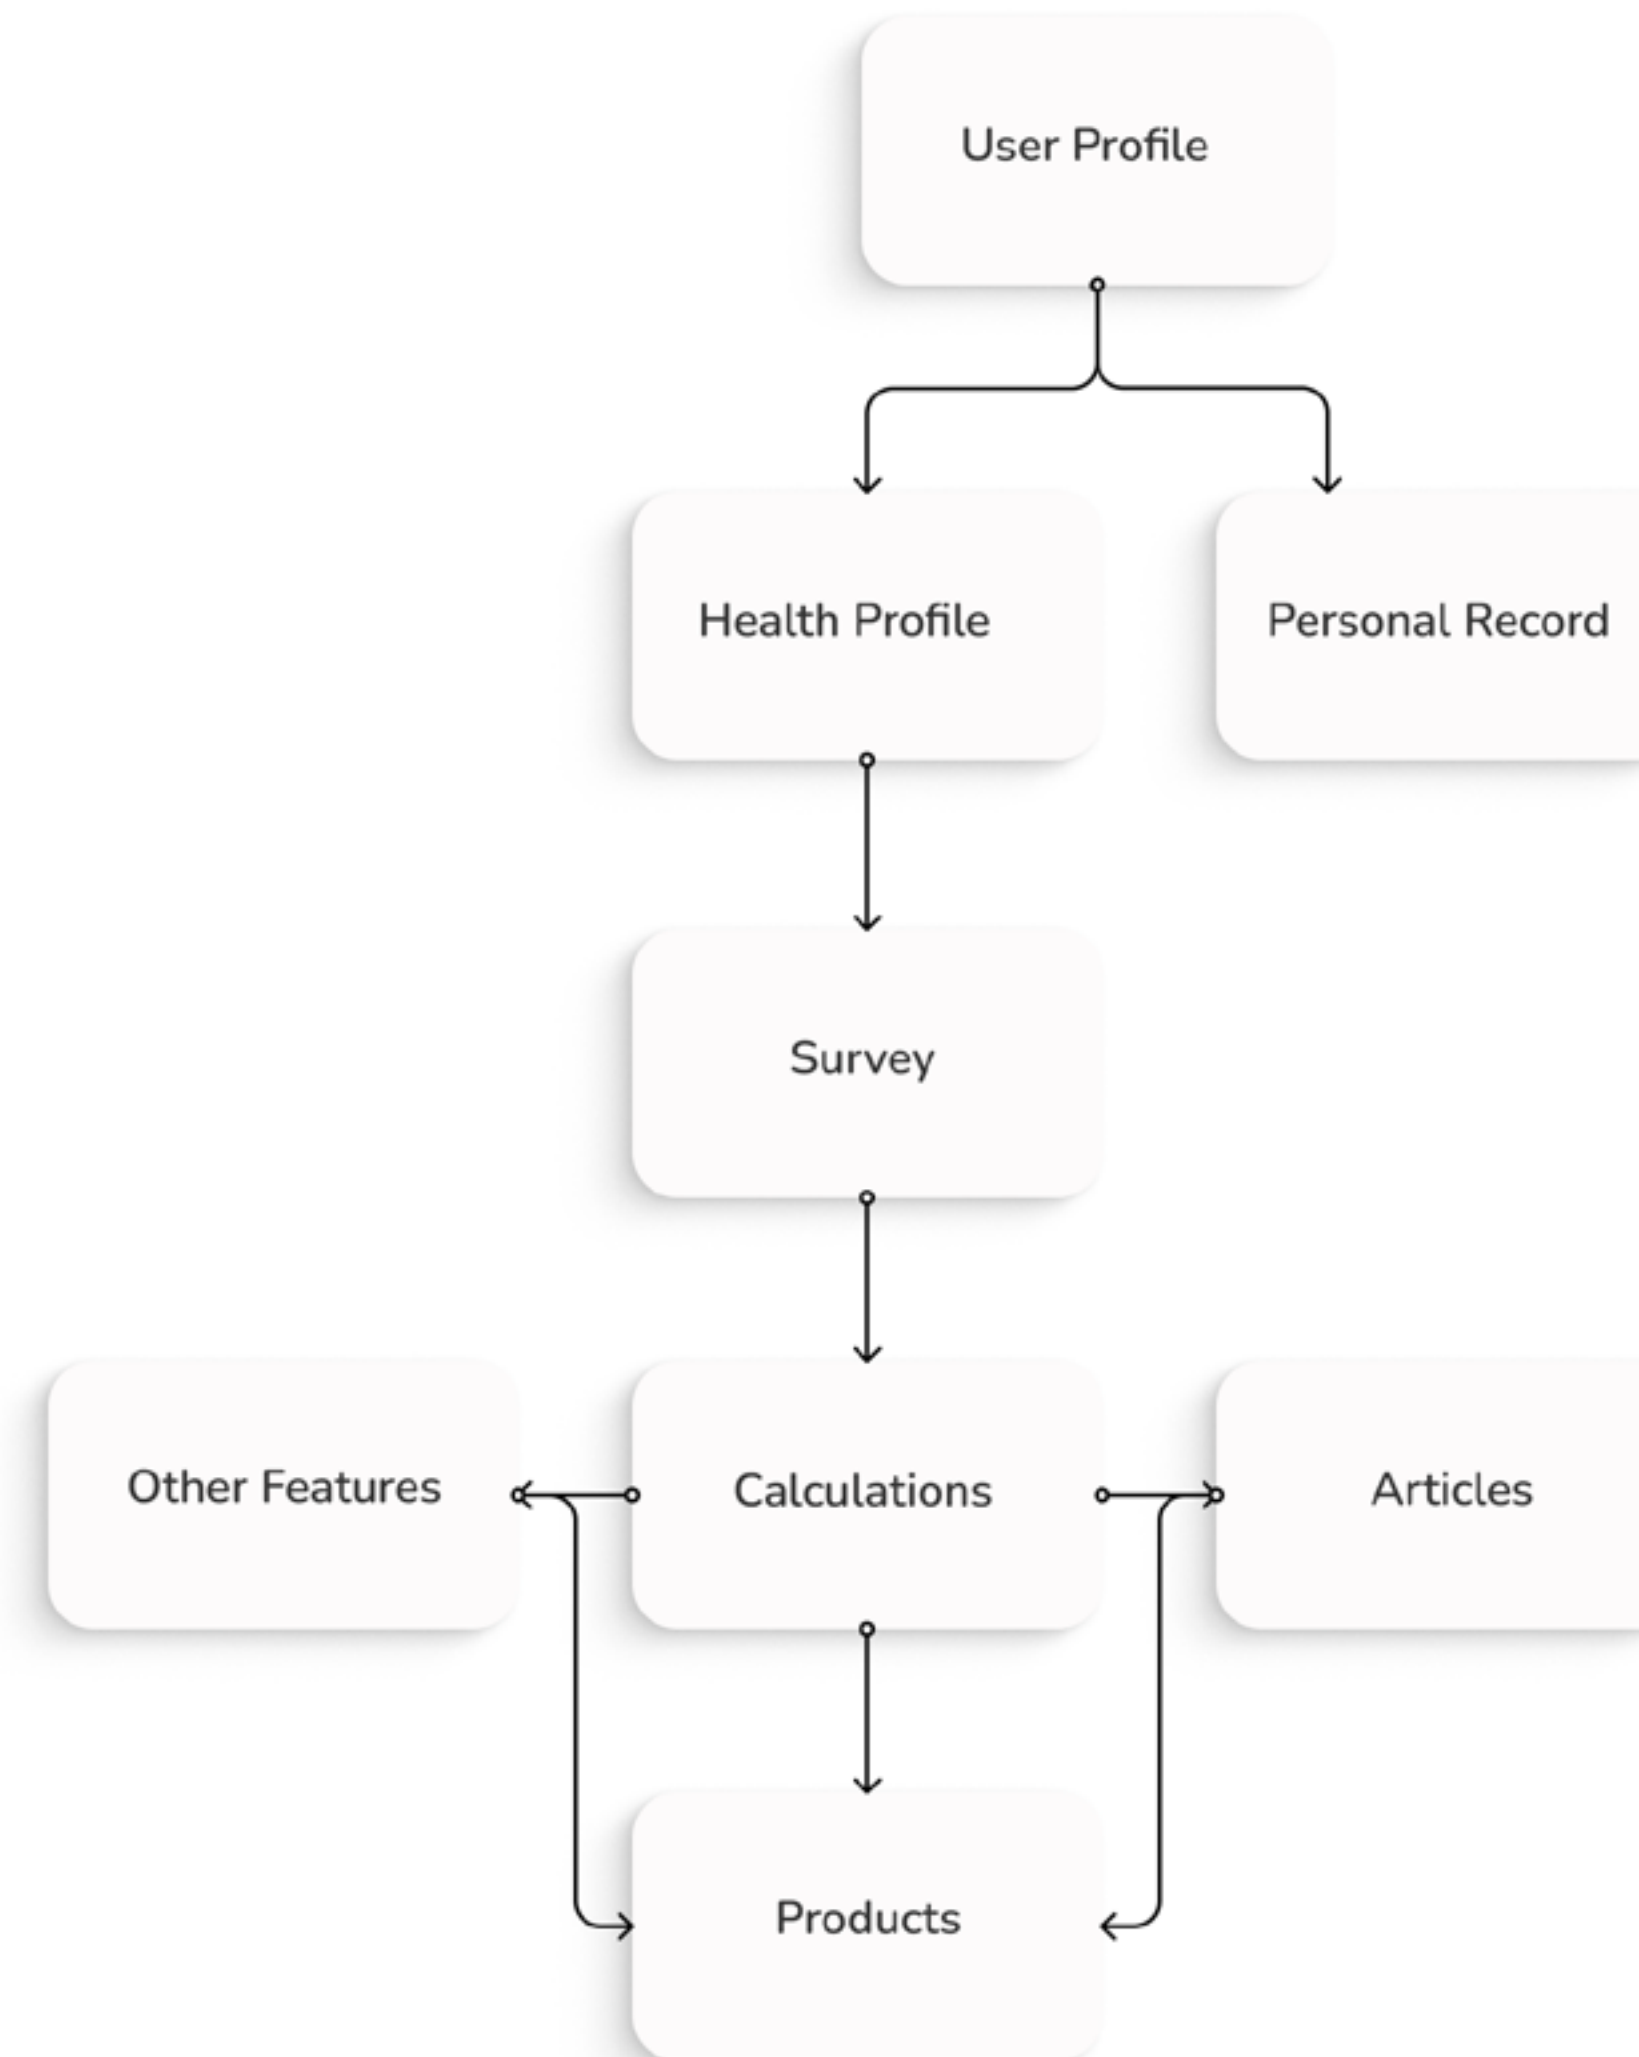 User Profile
Health Profile
Personal Record
Survey
Other Features
Calculations
Articles
Products